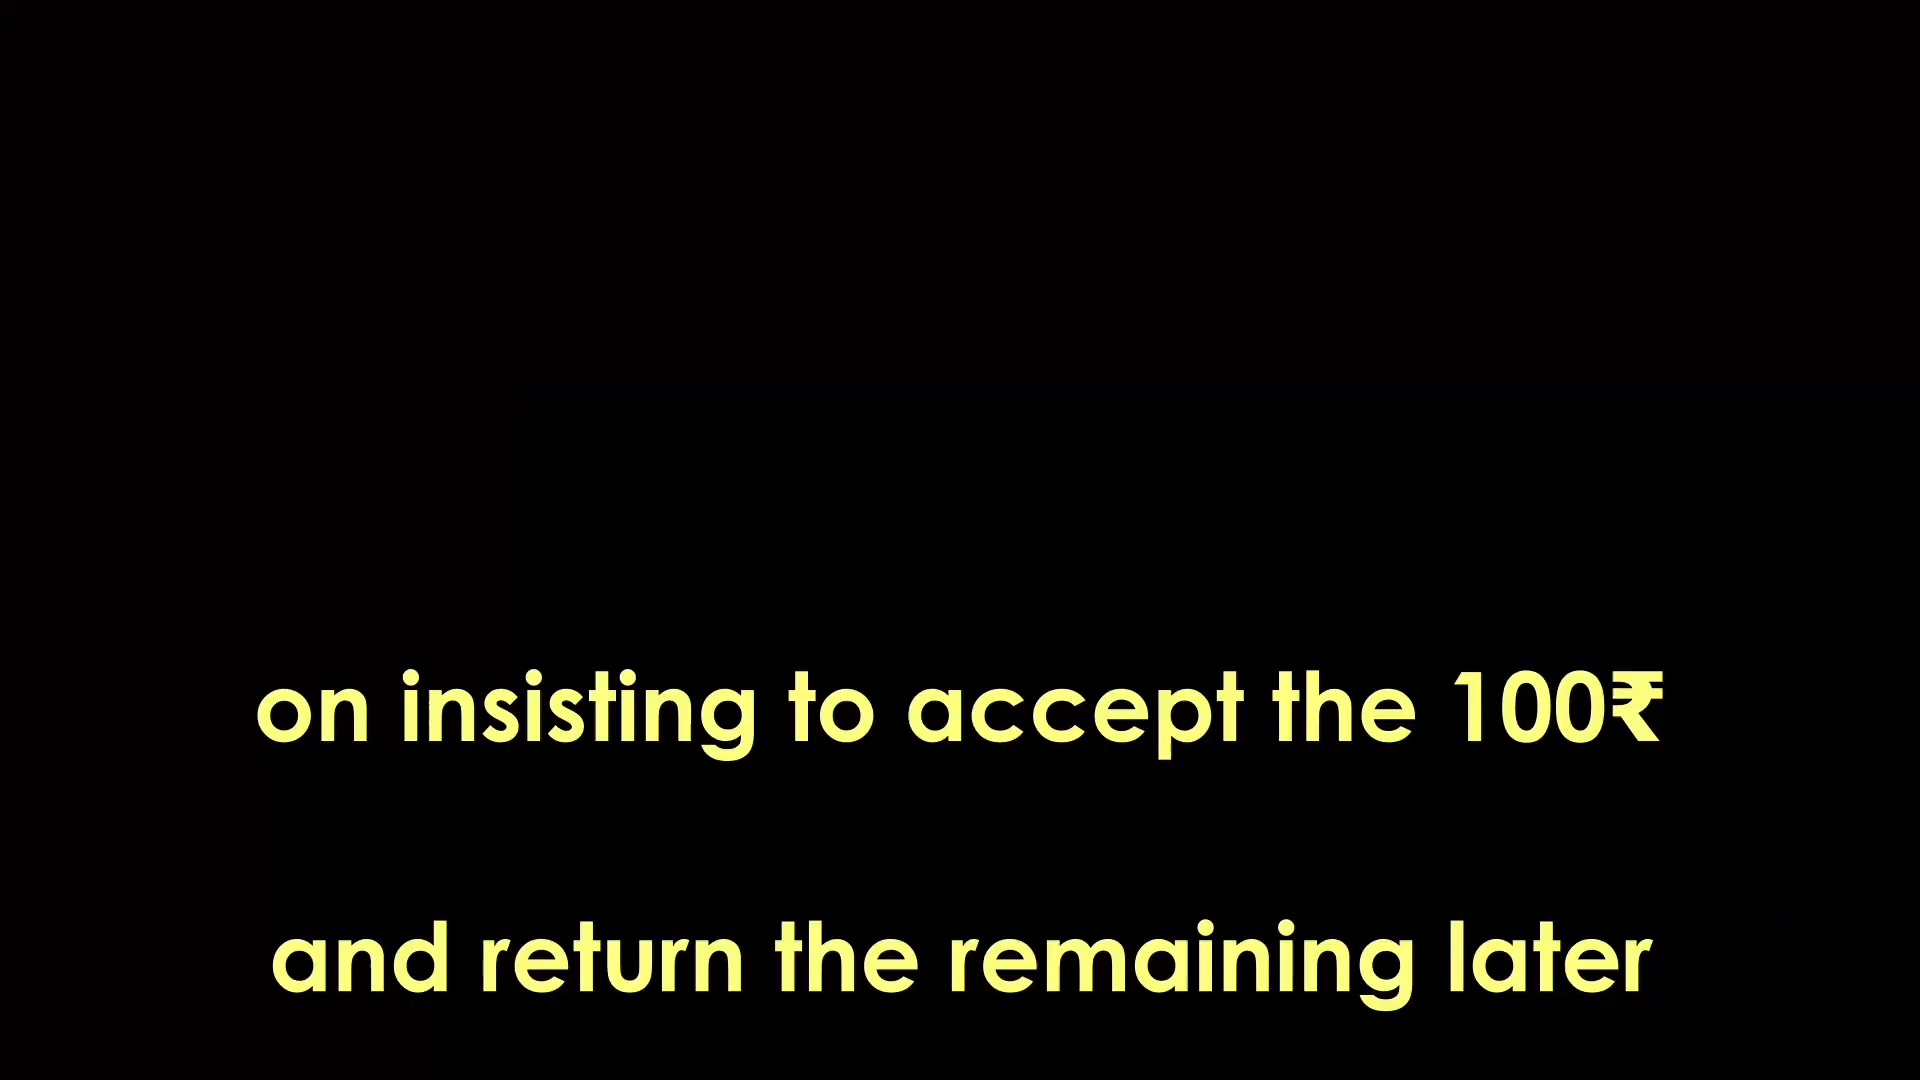 on insisting to accept the 100₹
and return the remaining later